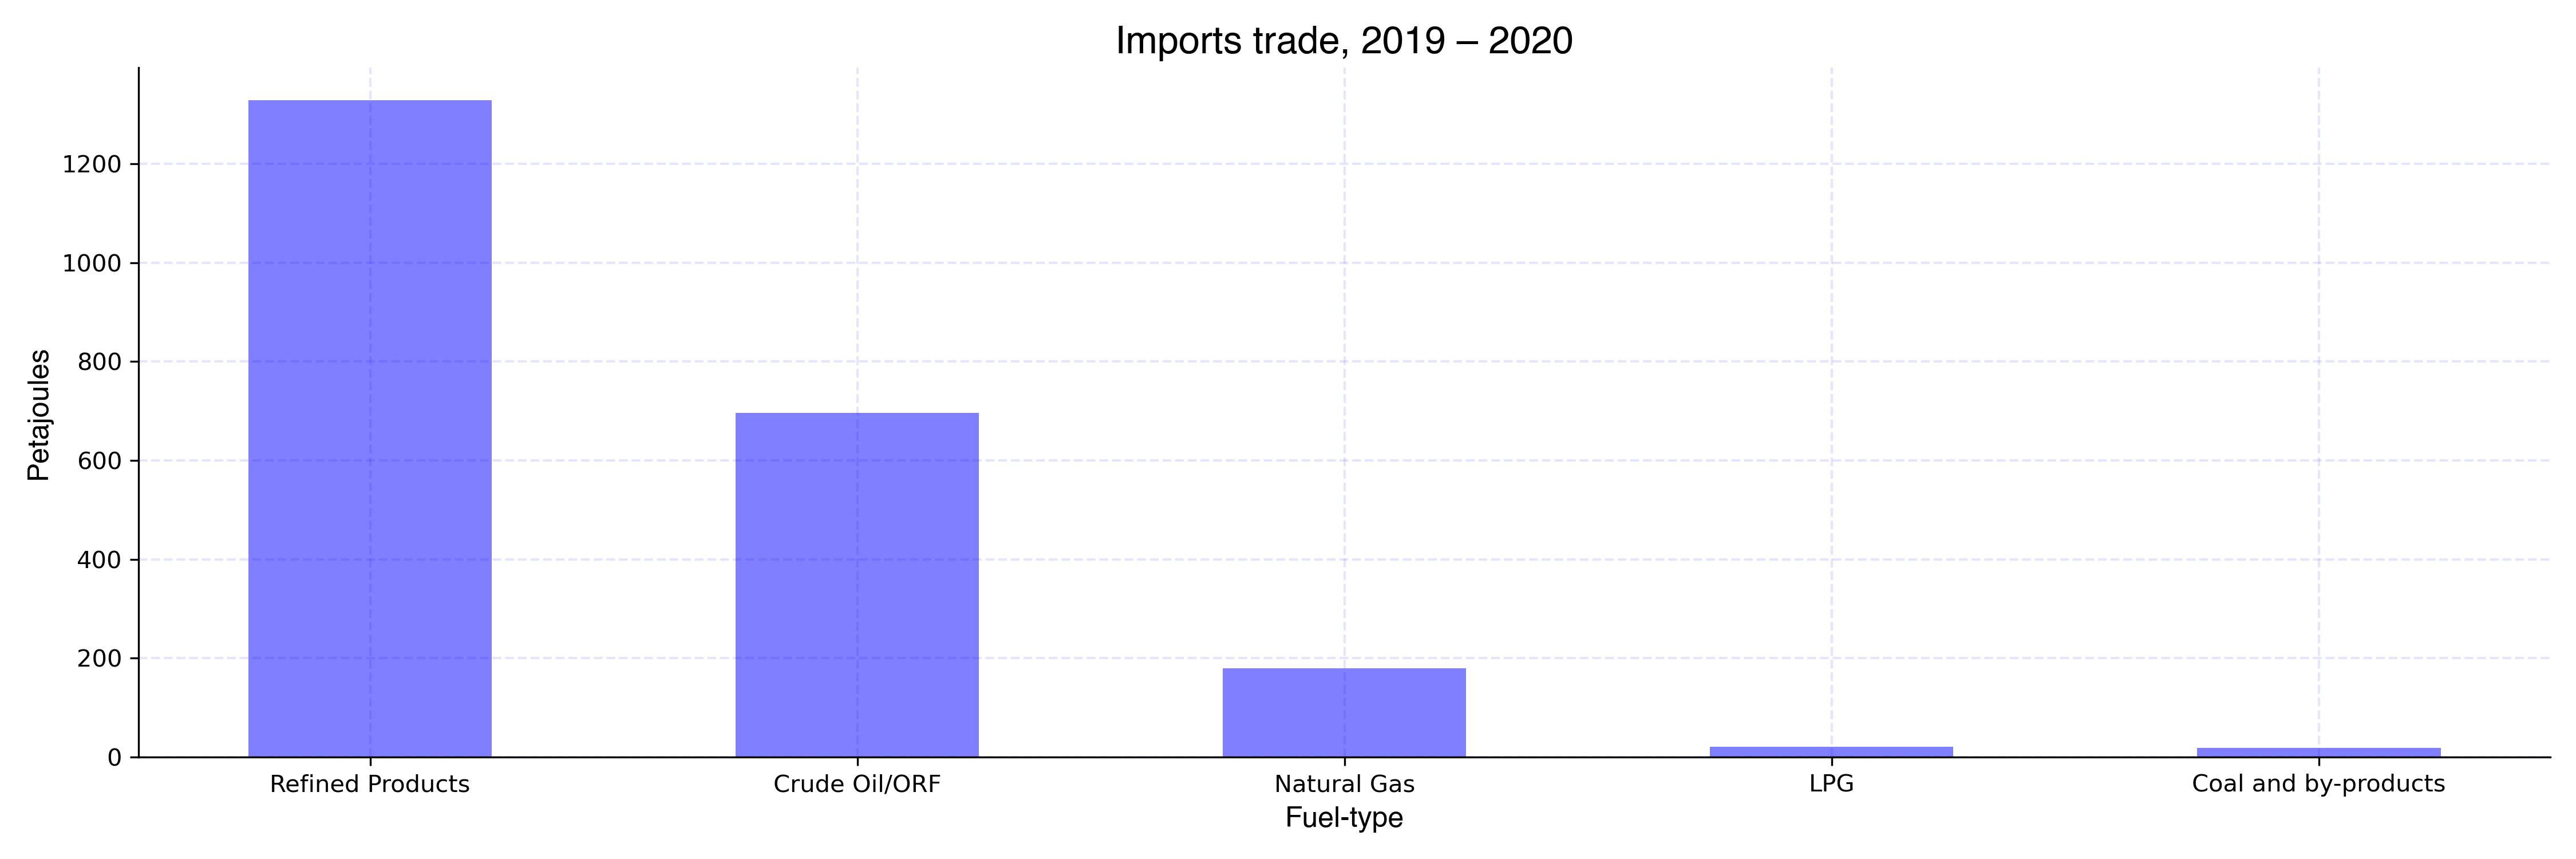 Imports trade, 2019 – 2020
Petajoules
1200
1000
800
600
400
200
0
Refined Products
Crude Oil/ORF
Natural Gas
LPG
Coal and by-products
Fuel-type